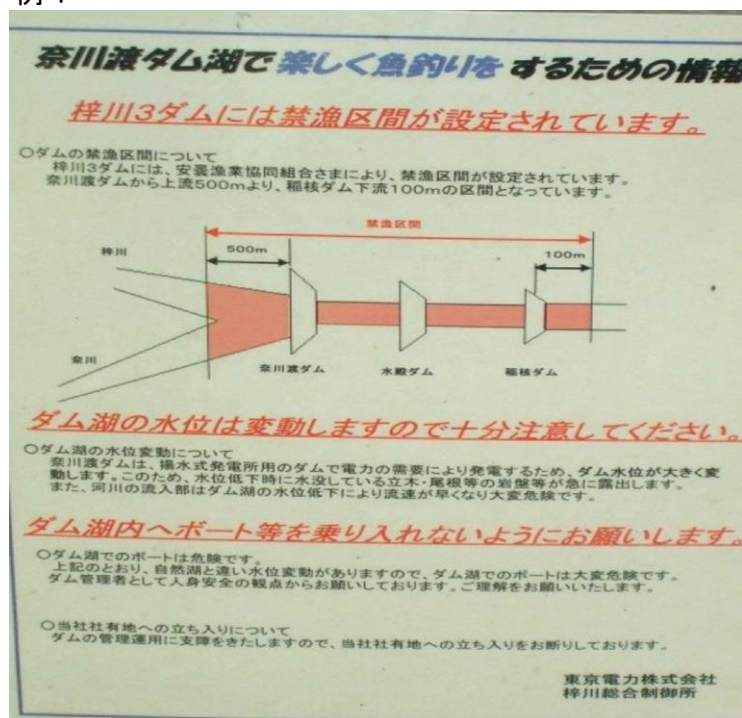 奈川渡ダム湖で楽しく魚釣りをするための情報
梓川3ダムには禁漁区間が設定されています。
○ダムの禁漁区間について
梓川3ダムには、安曇漁業協同組合さまにより、禁漁区間が設定されています。
奈川渡ダムから上流500mより、稲核ダム下流100mの区間となっています。
禁漁区間
梓川
500m
100m
奈川
奈川渡ダム
水殿ダム
稲核ダム
ダム湖の水位は変動しますので十分注意してください。
○ダム湖の水位変動について
奈川渡ダムは、揚水式発電所用のダムで電力の需要により発電するため、ダム水位が大きく変
動します。このため、水位低下時に水没している立木・尾根等の岩盤等が急に露出します。
また、河川の流入部はダム湖の水位低下により流速が早くなり大変危険です。
ダム湖内へボート等を乗り入れないようにお願いします。
○ダム湖でのボートは危険です。
上記のとおり、自然湖と違い水位変動がありますので、ダム湖でのボートは大変危険です。
ダム管理者として人身安全の観点からお願いしております。ご理解をお願いいたします。
○当社社有地への立ち入りについて
ダムの管理運用に支障をきたしますので、当社社有地への立ち入りをお断りしております。
東京電力株式会社
梓川総合制御所